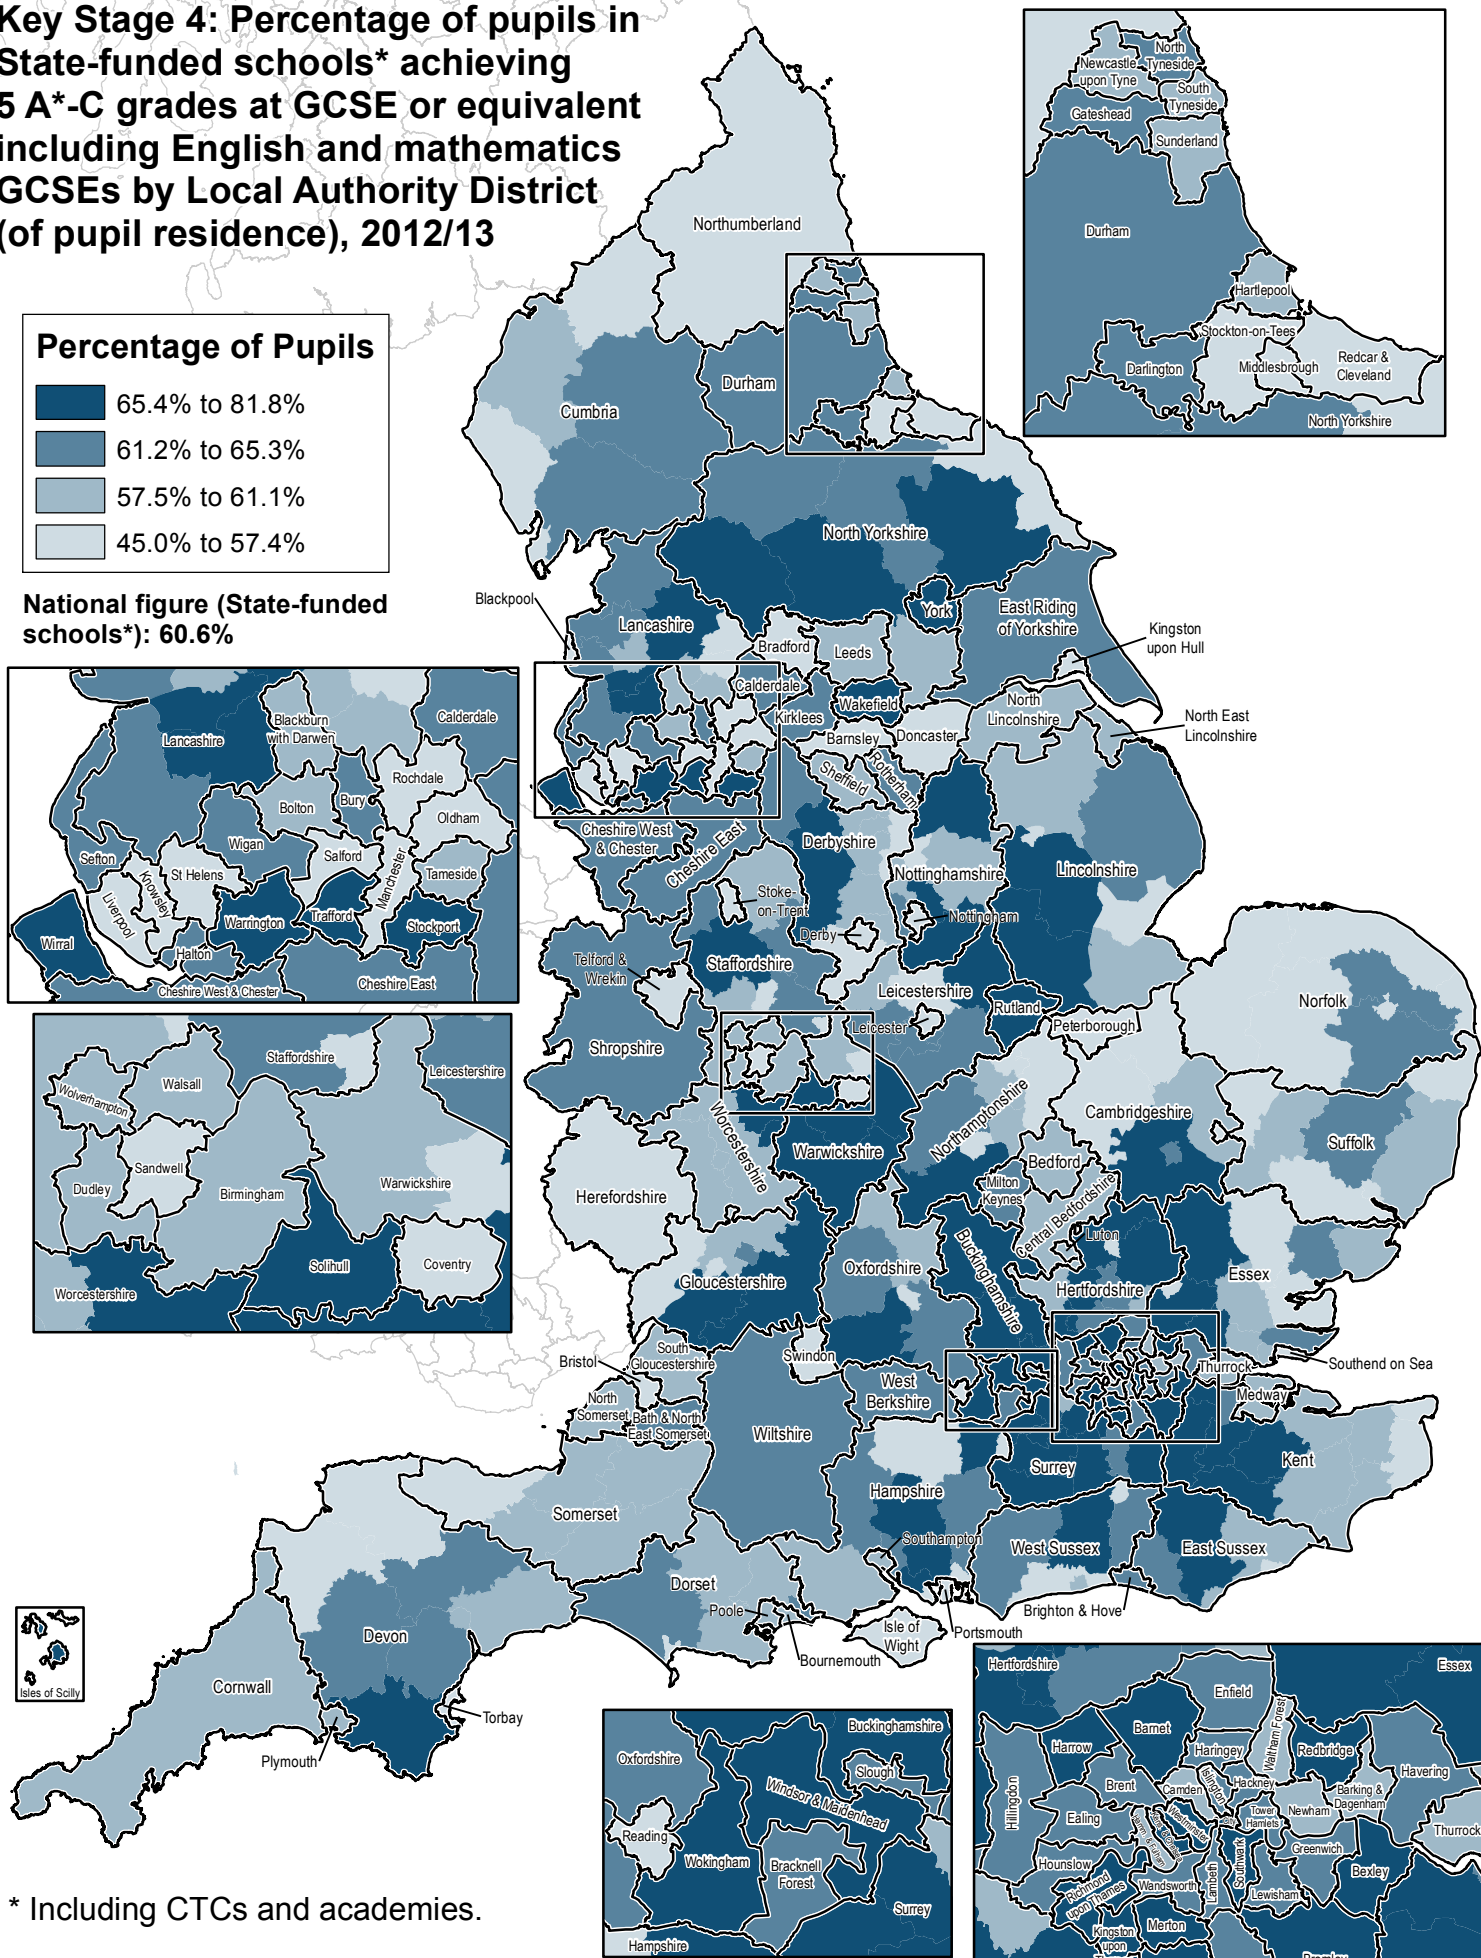 Key Stage 4: Percentage of pupils in
State-funded schools* achieving
5 A*-C grades at GCSE or equivalent
including English and mathematics
GCSEs by Local Authority District
(of pupil residence), 2012/13
Percentage of Pupils
65.4% to 81.8%
61.2% to 65.3%
57.5% to 61.1%
45.0% to 57.4%
National figure (State-funded
schools*): 60.6%
Northumberland
Durham
Cumbria
North Yorkshire
Blackpool
Lancashire
York
East Riding
of Yorkshire
Kingston
upon Hull
Bradford
Leeds
Calderdale
Kirklees
Wakefield
North
Lincolnshire
North East
Lincolnshire
Barnsley
Doncaster
Sheffield
Rotherham
Cheshire West
& Chester
Cheshire East
Derbyshire
Nottinghamshire
Lincolnshire
Stoke-
on-Trent
Nottingham
Derby
Staffordshire
Telford &
Wrekin
Leicestershire
Leicester
Rutland
Peterborough
Norfolk
Shropshire
Northamptonshire
Cambridgeshire
Suffolk
Worcestershire
Warwickshire
Herefordshire
Bedford
Milton
Keynes
Central Bedfordshire
Luton
Buckinghamshire
Gloucestershire
Oxfordshire
Hertfordshire
Essex
South
Gloucestershire
Bristol
Swindon
North
Somerset
Bath & North
East Somerset
West
Berkshire
Thurrock
Southend on Sea
Medway
Wiltshire
Kent
Surrey
Hampshire
Somerset
Southampton
West Sussex
East Sussex
Dorset
Poole
Bournemouth
Isle of
Wight
Portsmouth
Brighton & Hove
Devon
Cornwall
Torbay
Plymouth
Isles of Scilly
North
Tyneside
Newcastle
upon Tyne
South
Tyneside
Gateshead
Sunderland
Durham
Hartlepool
Stockton-on-Tees
Darlington
Middlesbrough
Redcar &
Cleveland
North Yorkshire
Lancashire
Blackburn
with Darwen
Calderdale
Rochdale
Bolton
Bury
Oldham
Wigan
Salford
Sefton
St Helens
Knowsley
Liverpool
Manchester
Tameside
Warrington
Trafford
Stockport
Wirral
Halton
Cheshire West & Chester
Cheshire East
Staffordshire
Leicestershire
Wolverhampton
Walsall
Sandwell
Dudley
Birmingham
Warwickshire
Solihull
Coventry
Worcestershire
Oxfordshire
Buckinghamshire
Slough
Windsor & Maidenhead
Reading
Wokingham
Bracknell
Forest
Surrey
Hampshire
Hertfordshire
Essex
Enfield
Barnet
Harrow
Haringey
Waltham Forest
Redbridge
Havering
Hillingdon
Brent
Camden
Islington
Hackney
Barking &
Dagenham
Ealing
Westminster
Tower
Hamlets
Newham
Thurrock
Hounslow
Greenwich
Bexley
Richmond
upon Thames
Wandsworth
Lambeth
Southwark
Lewisham
Kingston
upon
Merton
* Including CTCs and academies.